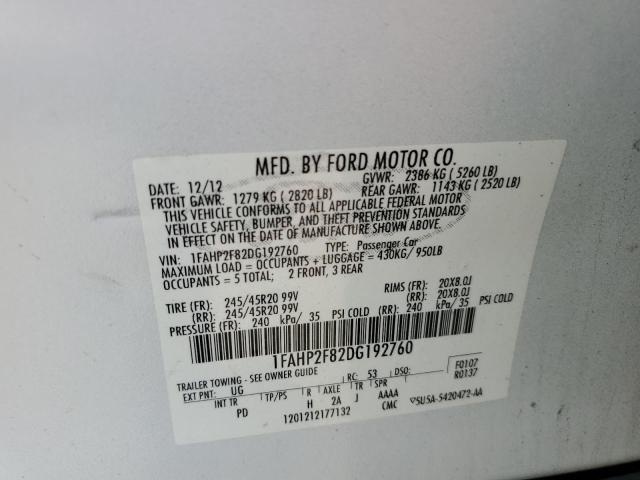 MFD. BY FORD MOTOR CO.
DATE: 12/12 GVWR: 2386 KG ( 5260 LB)
FRONT GAWR: 1279 KG ( 2820 LB) REAR GAWR: 1143 KG ( 2520 LB)
THIS VEHICLE CONFORMS TO ALL APPLICABLE FEDERAL MOTOR
VEHICLE SAFETY, BUMPER, AND THEFT PREVENTION STANDARDS
IN EFFECT ON THE DATE OF MANUFACTURE SHOWN ABOVE.
VIN: 1FAHP2F82DG192760 TYPE: Passenger Car
MAXIMUM LOAD = OCCUPANTS + LUGGAGE = 430KG/ 950LB
OCCUPANTS = 5 TOTAL; 2 FRONT, 3 REAR
TIRE (FR): 245/45R20 99V RIMS (FR): 20X8.0J
(RR): 245/45R20 99V (RR): 20X8.0J
PRESSURE (FR): 240 kPa/ 35 PSI COLD (RR): 240 kPa/ 35 PSI COLD
1FAHP2F82DG192760
TRAILER TOWING - SEE OWNER GUIDE F0107
EXT PNT: UG RC: 53 DSO: R0137
INT TR TP/PS R AXLE TR SPR
PD H 2A J AAAA
1201212177132 CMC 5U5A-5420472-AA